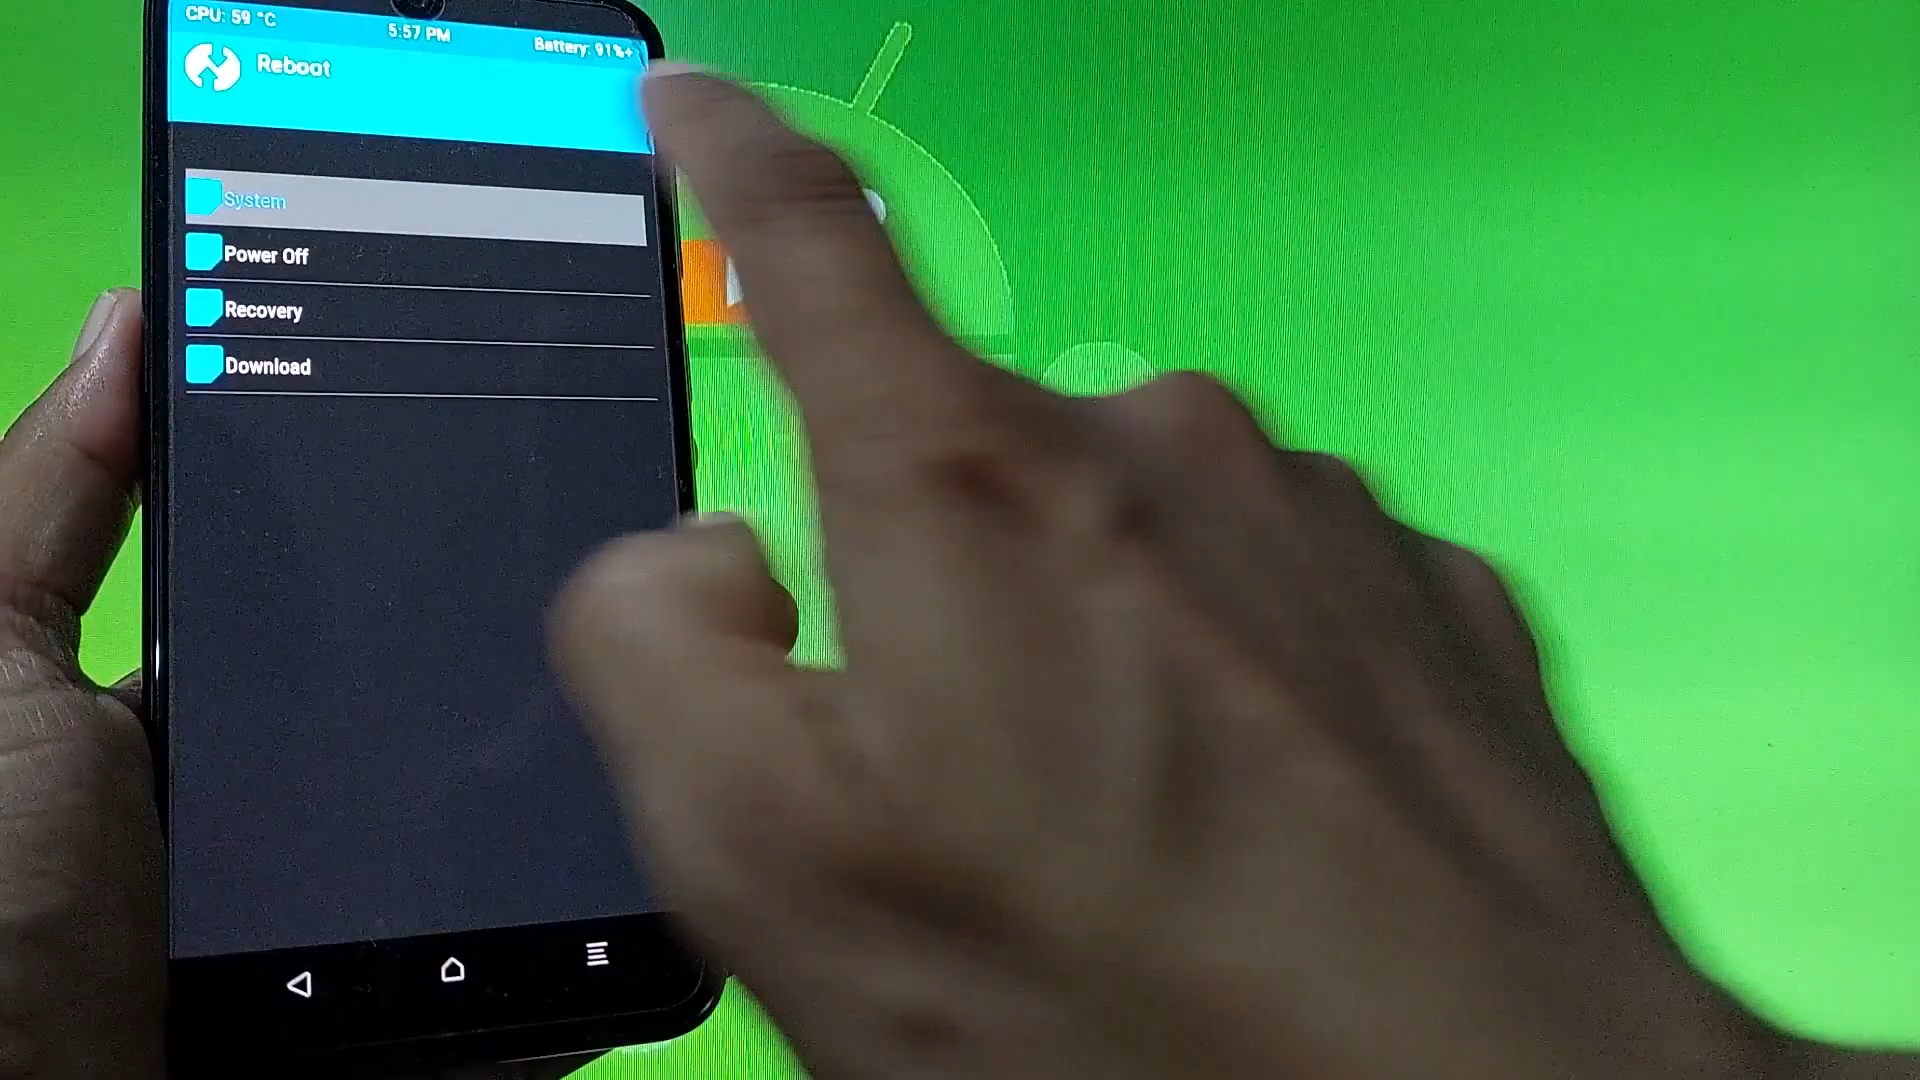 CPU: 59 °C
5:57 PM
Battery: 91%+
Reboot
System
Power Off
Recovery
Download